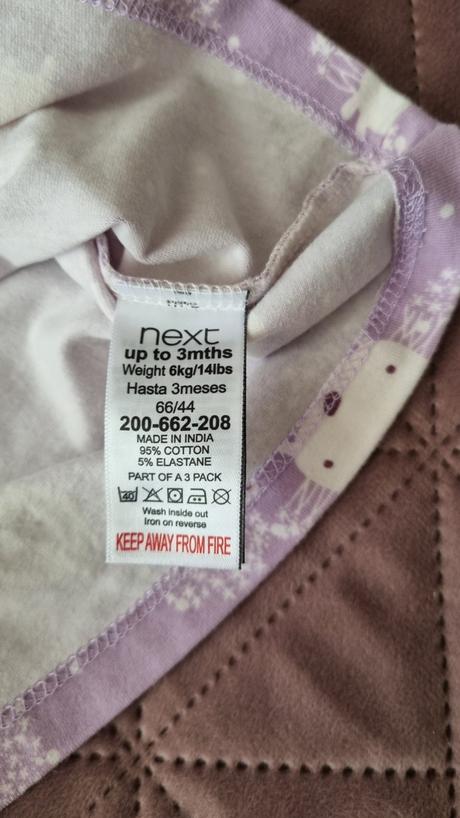 next
up to 3mths
Weight 6kg/14lbs
Hasta 3meses
66/44
200-662-208
MADE IN INDIA
95% COTTON
5% ELASTANE
PART OF A 3 PACK
40
Wash inside out
Iron on reverse
KEEP AWAY FROM FIRE